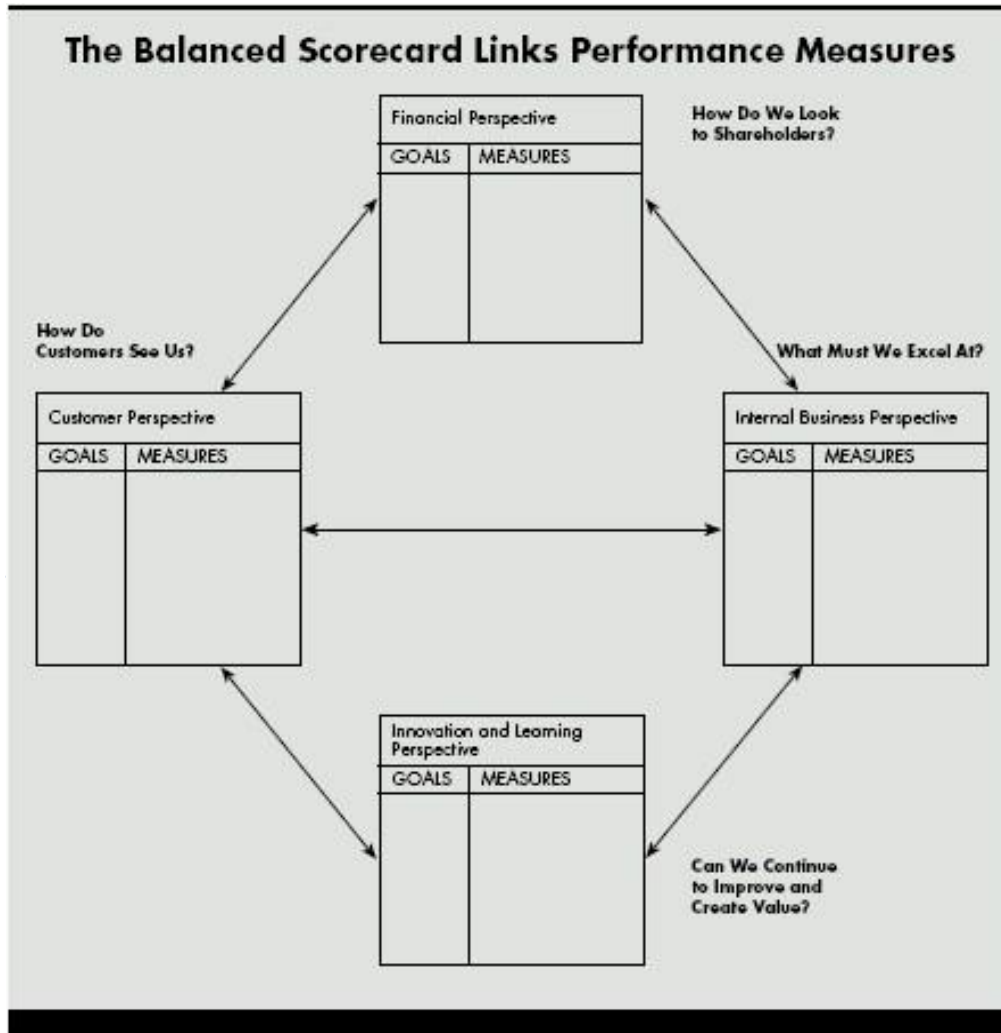 The Balanced Scorecard Links Performance Measures
Financial Perspective
GOALS MEASURES
How Do We Look
to Shareholders?
How Do
Customers See Us?
Customer Perspective
GOALS MEASURES
What Must We Excel At?
Internal Business Perspective
GOALS MEASURES
Innovation and Learning
Perspective
GOALS MEASURES
Can We Continue
to Improve and
Create Value?